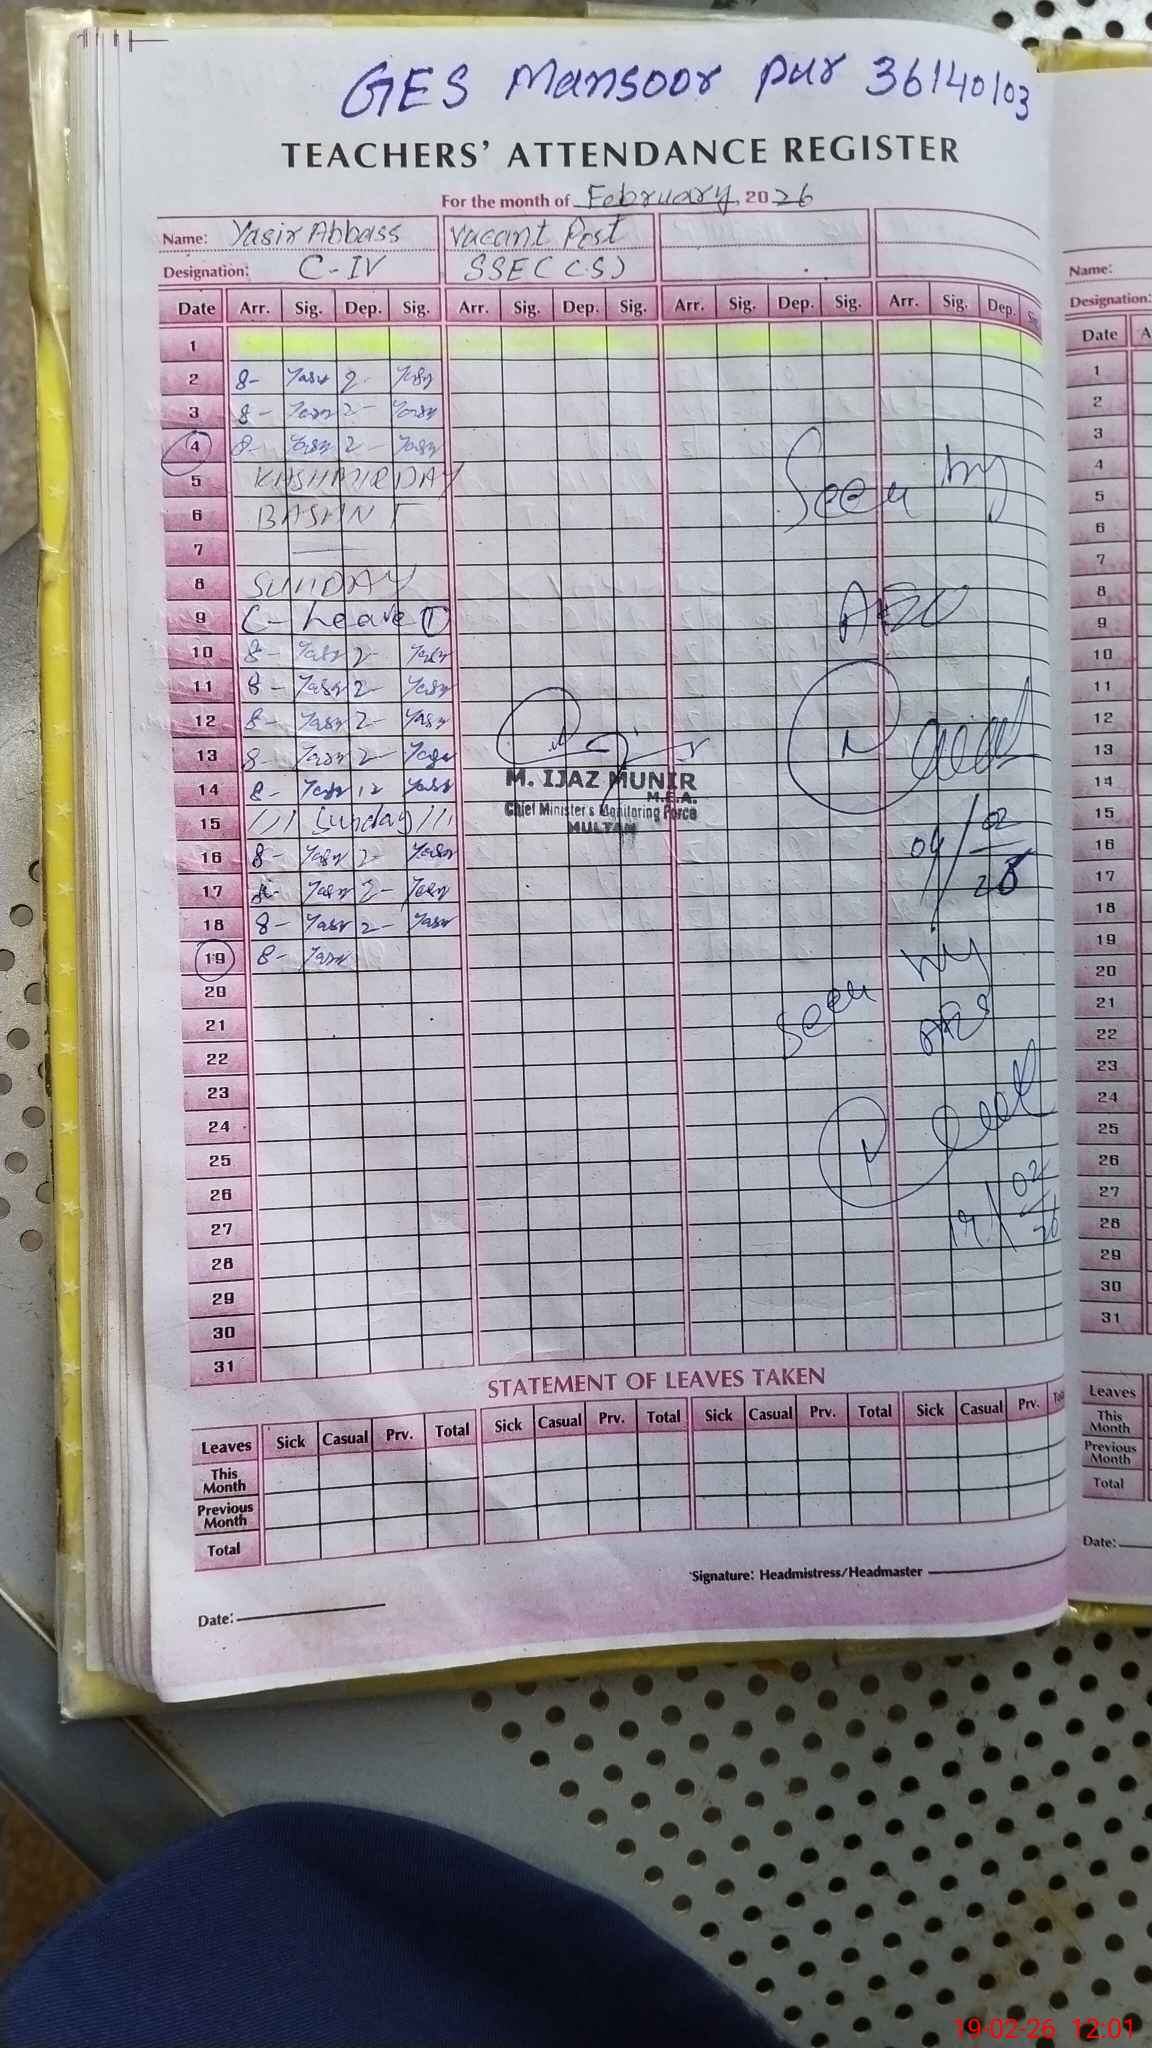 GES Mansoor pur 36140103
TEACHERS' ATTENDANCE REGISTER
For the month of February 2026
Name: Yasir Abbass Vacant Post
Designation: C-IV SSE(CS)
Date Arr. Sig. Dep. Sig. Arr. Sig. Dep. Sig. Arr. Sig. Dep. Sig. Arr. Sig. Dep.
1
2 8- Yasir 2- Yasir
3 8- Yasir 2- Yasir
4 8- Yasir 2- Yasir
5 KASHMIR DAY
6 BASANT
7
8 SUNDAY
9 C-Leave 1
10 8- Yasir 2- Yasir
11 8- Yasir 2- Yasir
12 8- Yasir 2- Yasir
13 8- Yasir 2- Yasir
14 8- Yasir 12 Yasir
15 /// Sunday ///
16 8- Yasir 2- Yasir
17 8- Yasir 2- Yasir
18 8- Yasir 2- Yasir
19 8- Yasir
20
21
22
23
24
25
26
27
28
29
30
31
Seen by
AEO
04/02
26
M. IJAZ MUNIR
M.E.A.
Chief Minister's Monitoring Force
MULTAN
Seen by
AEO
19/02
26
STATEMENT OF LEAVES TAKEN
Leaves Sick Casual Prv. Total Sick Casual Prv. Total Sick Casual Prv. Total Sick Casual Prv.
This Month
Previous Month
Total
Signature: Headmistress/Headmaster
Date:
Name:
Designation:
Date A
1
2
3
4
5
6
7
8
9
10
11
12
13
14
15
16
17
18
19
20
21
22
23
24
25
26
27
28
29
30
31
Leaves
This Month
Previous Month
Total
Date:
19-02-26 12:01